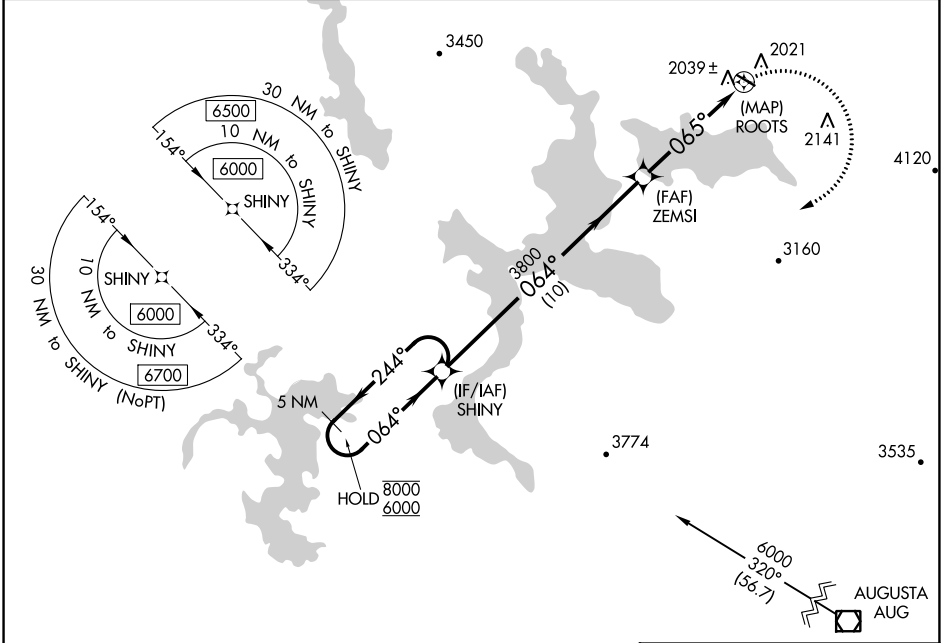 3450
2039 ±
2021
(MAP)
ROOTS
2141
4120
065°
(FAF)
ZEMSI
3160
3800
064°
(10)
30 NM to SHINY
6500
10 NM to SHINY
6000
154°
SHINY
334°
154°
SHINY
6000
334°
10 NM to SHINY
6700
30 NM to SHINY (NoPT)
244°
064°
5 NM
(IF/IAF)
SHINY
HOLD 8000
6000
3774
3535
6000
320°
(56.7)
AUGUSTA
AUG